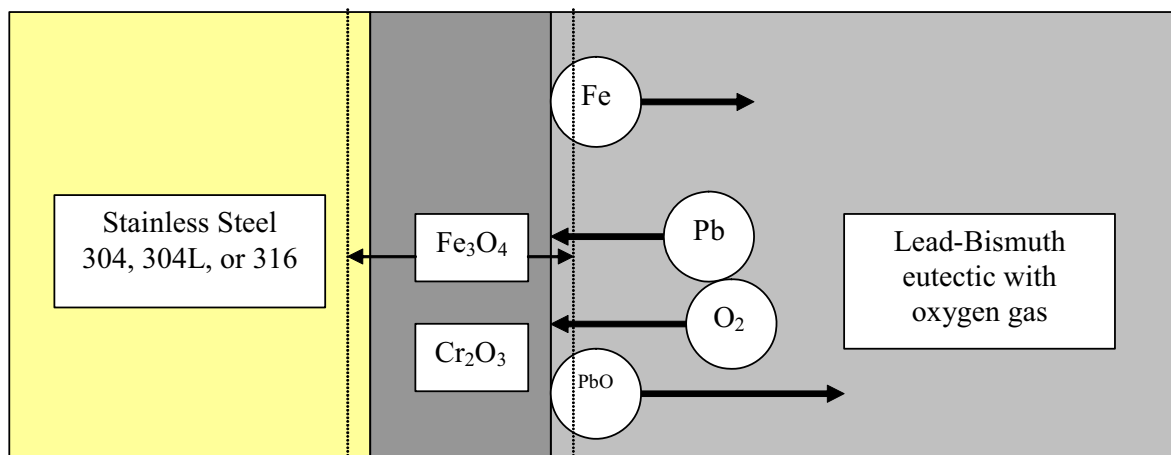 Stainless Steel
304, 304L, or 316
Fe₃O₄
Cr₂O₃
Fe
Pb
O₂
PbO
Lead-Bismuth
eutectic with
oxygen gas